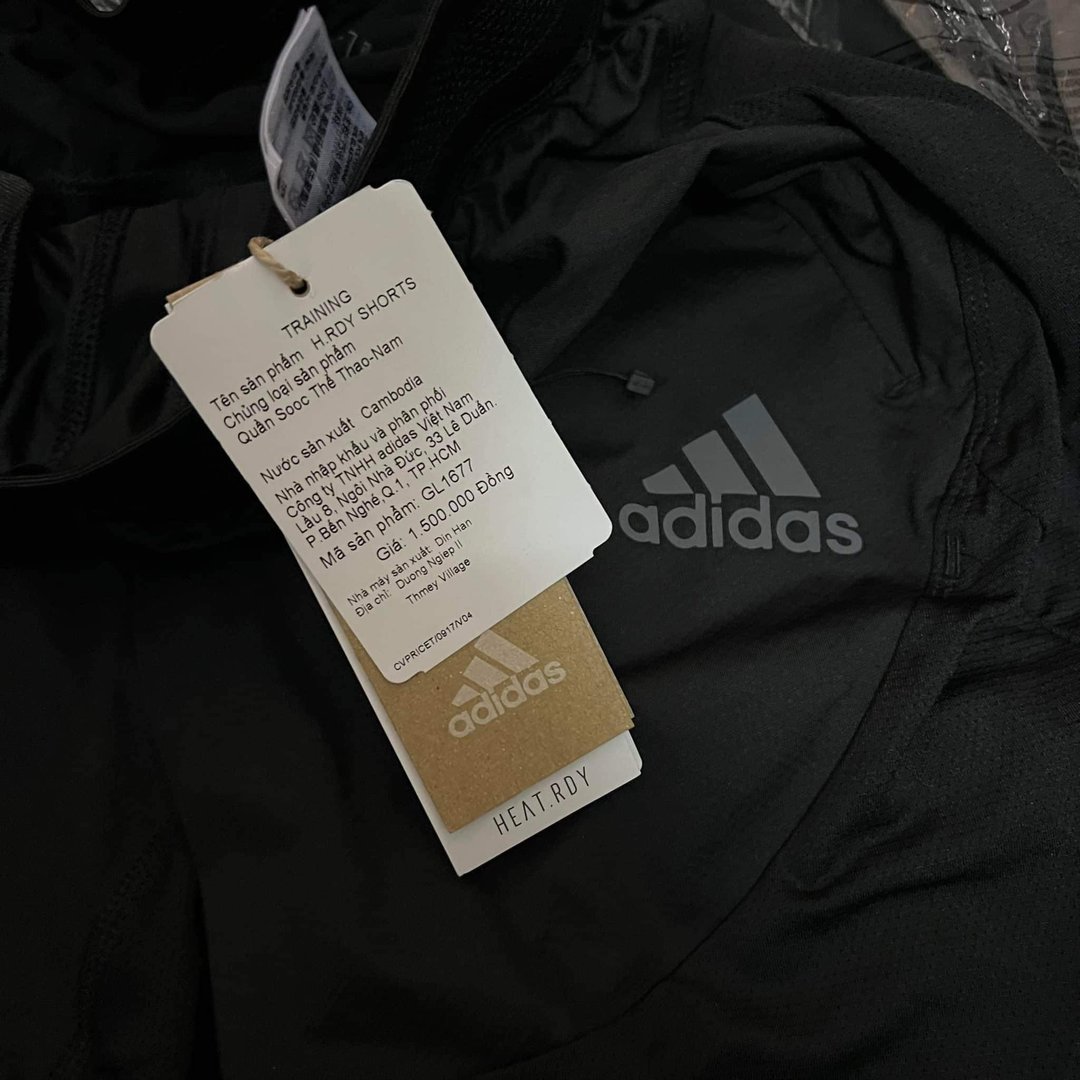 TRAINING
Tên sản phẩm H.RDY SHORTS
Chủng loại sản phẩm
Quần Sooc Thể Thao-Nam
Nước sản xuất Cambodia
Nhà nhập khẩu và phân phối
Công ty TNHH adidas Việt Nam
Lầu 8, Ngôi Nhà Đức, 33 Lê Duẩn.
P.Bến Nghé,Q.1, TP.HCM
Mã sản phẩm: GL1677
Giá: 1.500.000 Đồng
Nhà máy sản xuất: Din Han
Địa chỉ: Duong Ngiep II
Thmey Village
CVPRICET/0917/V04
adidas
HEAT.RDY
adidas